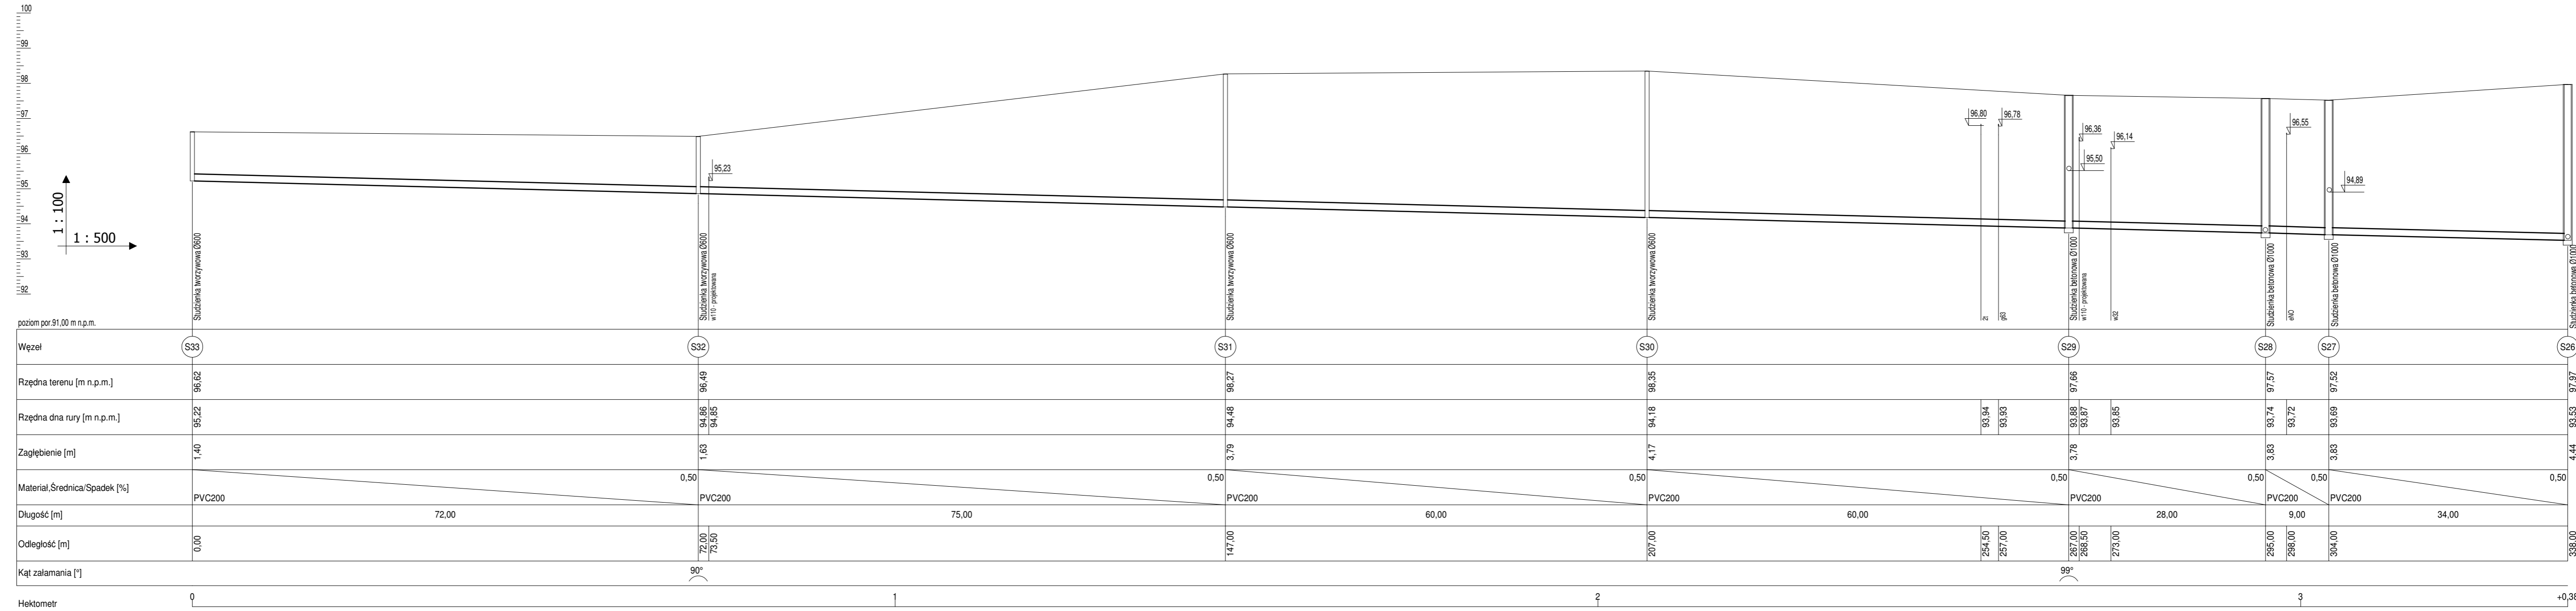 100
99
98
97
96
95
94
93
92
1 : 100
1 : 500
95,23
96,80
96,78
96,36
95,50
96,14
96,55
94,89
Studzienka tworzywowa Ø600
Studzienka tworzywowa Ø600
w110 - projektowana
Studzienka tworzywowa Ø600
Studzienka tworzywowa Ø600
g63
Studzienka betonowa Ø1000
w110 - projektowana
w32
Studzienka betonowa Ø1000
eNO
Studzienka betonowa Ø1000
Studzienka betonowa Ø1000
poziom por.91,00 m n.p.m.
Węzeł S33 S32 S31 S30 S29 S28 S27 S26
Rzędna terenu [m n.p.m.] 96,62 96,49 98,27 98,35 97,66 97,57 97,52 97,97
Rzędna dna rury [m n.p.m.] 95,22 94,86 94,85 94,48 94,18 93,94 93,93 93,88 93,87 93,85 93,74 93,72 93,69 93,53
Zagłębienie [m] 1,40 1,63 3,79 4,17 3,78 3,83 3,83 4,44
0,50 0,50 0,50 0,50 0,50 0,50 0,50
Materiał,Średnica/Spadek [%]
PVC200 PVC200 PVC200 PVC200 PVC200 PVC200 PVC200
Długość [m] 72,00 75,00 60,00 60,00 28,00 9,00 34,00
Odległość [m] 0,00 72,00 73,50 147,00 207,00 254,50 257,00 267,00 268,50 273,00 295,00 298,00 304,00 338,00
Kąt załamania [°] 90° 99°
Hektometr 0 1 2 3